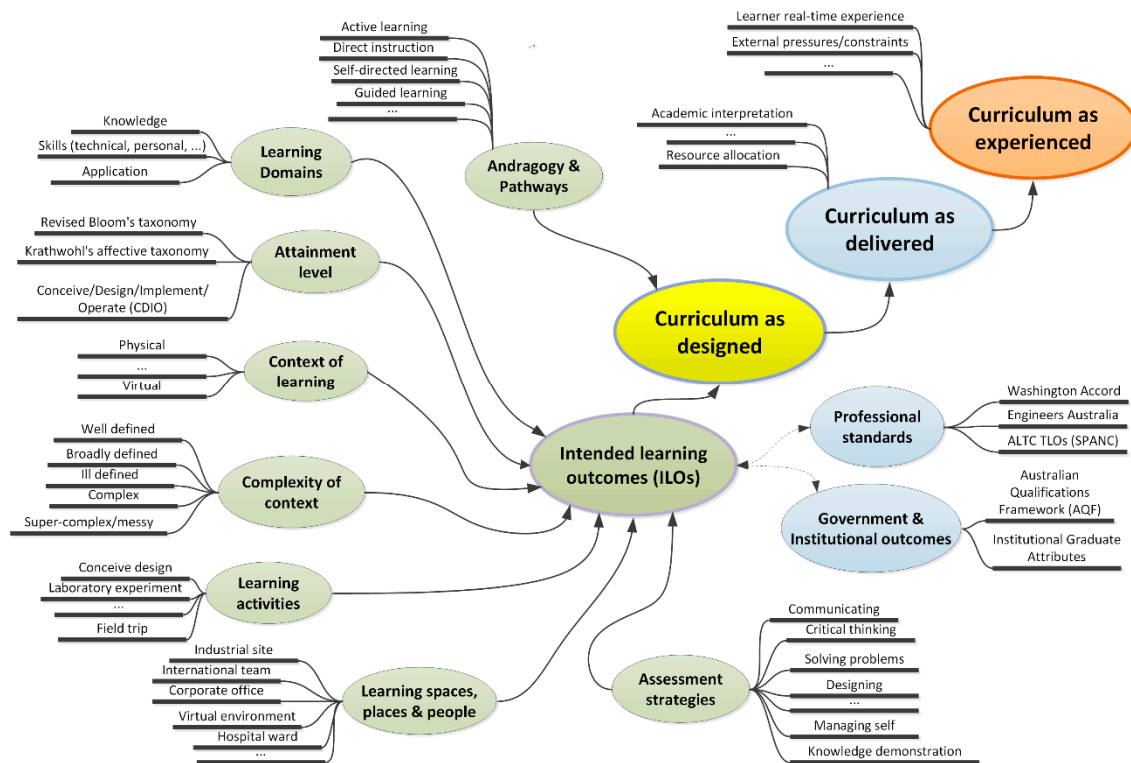 Active learning
Direct instruction
Self-directed learning
Guided learning
...
Andragogy &
Pathways
Learner real-time experience
External pressures/constraints
...
Curriculum as
experienced
Academic interpretation
...
Resource allocation
Curriculum as
delivered
Curriculum as
designed
Knowledge
Skills (technical, personal, ...)
Application
Learning
Domains
Revised Bloom's taxonomy
Krathwohl's affective taxonomy
Conceive/Design/Implement/
Operate (CDIO)
Attainment
level
Physical
...
Virtual
Context of
learning
Well defined
Broadly defined
Ill defined
Complex
Super-complex/messy
Complexity of
context
Conceive design
Laboratory experiment
...
Field trip
Learning
activities
Industrial site
International team
Corporate office
Virtual environment
Hospital ward
...
Learning spaces,
places & people
Intended learning
outcomes (ILOs)
Professional
standards
Washington Accord
Engineers Australia
ALTC TLOs (SPANC)
Government &
Institutional outcomes
Australian
Qualifications
Framework (AQF)
Institutional Graduate
Attributes
Assessment
strategies
Communicating
Critical thinking
Solving problems
Designing
...
Managing self
Knowledge demonstration